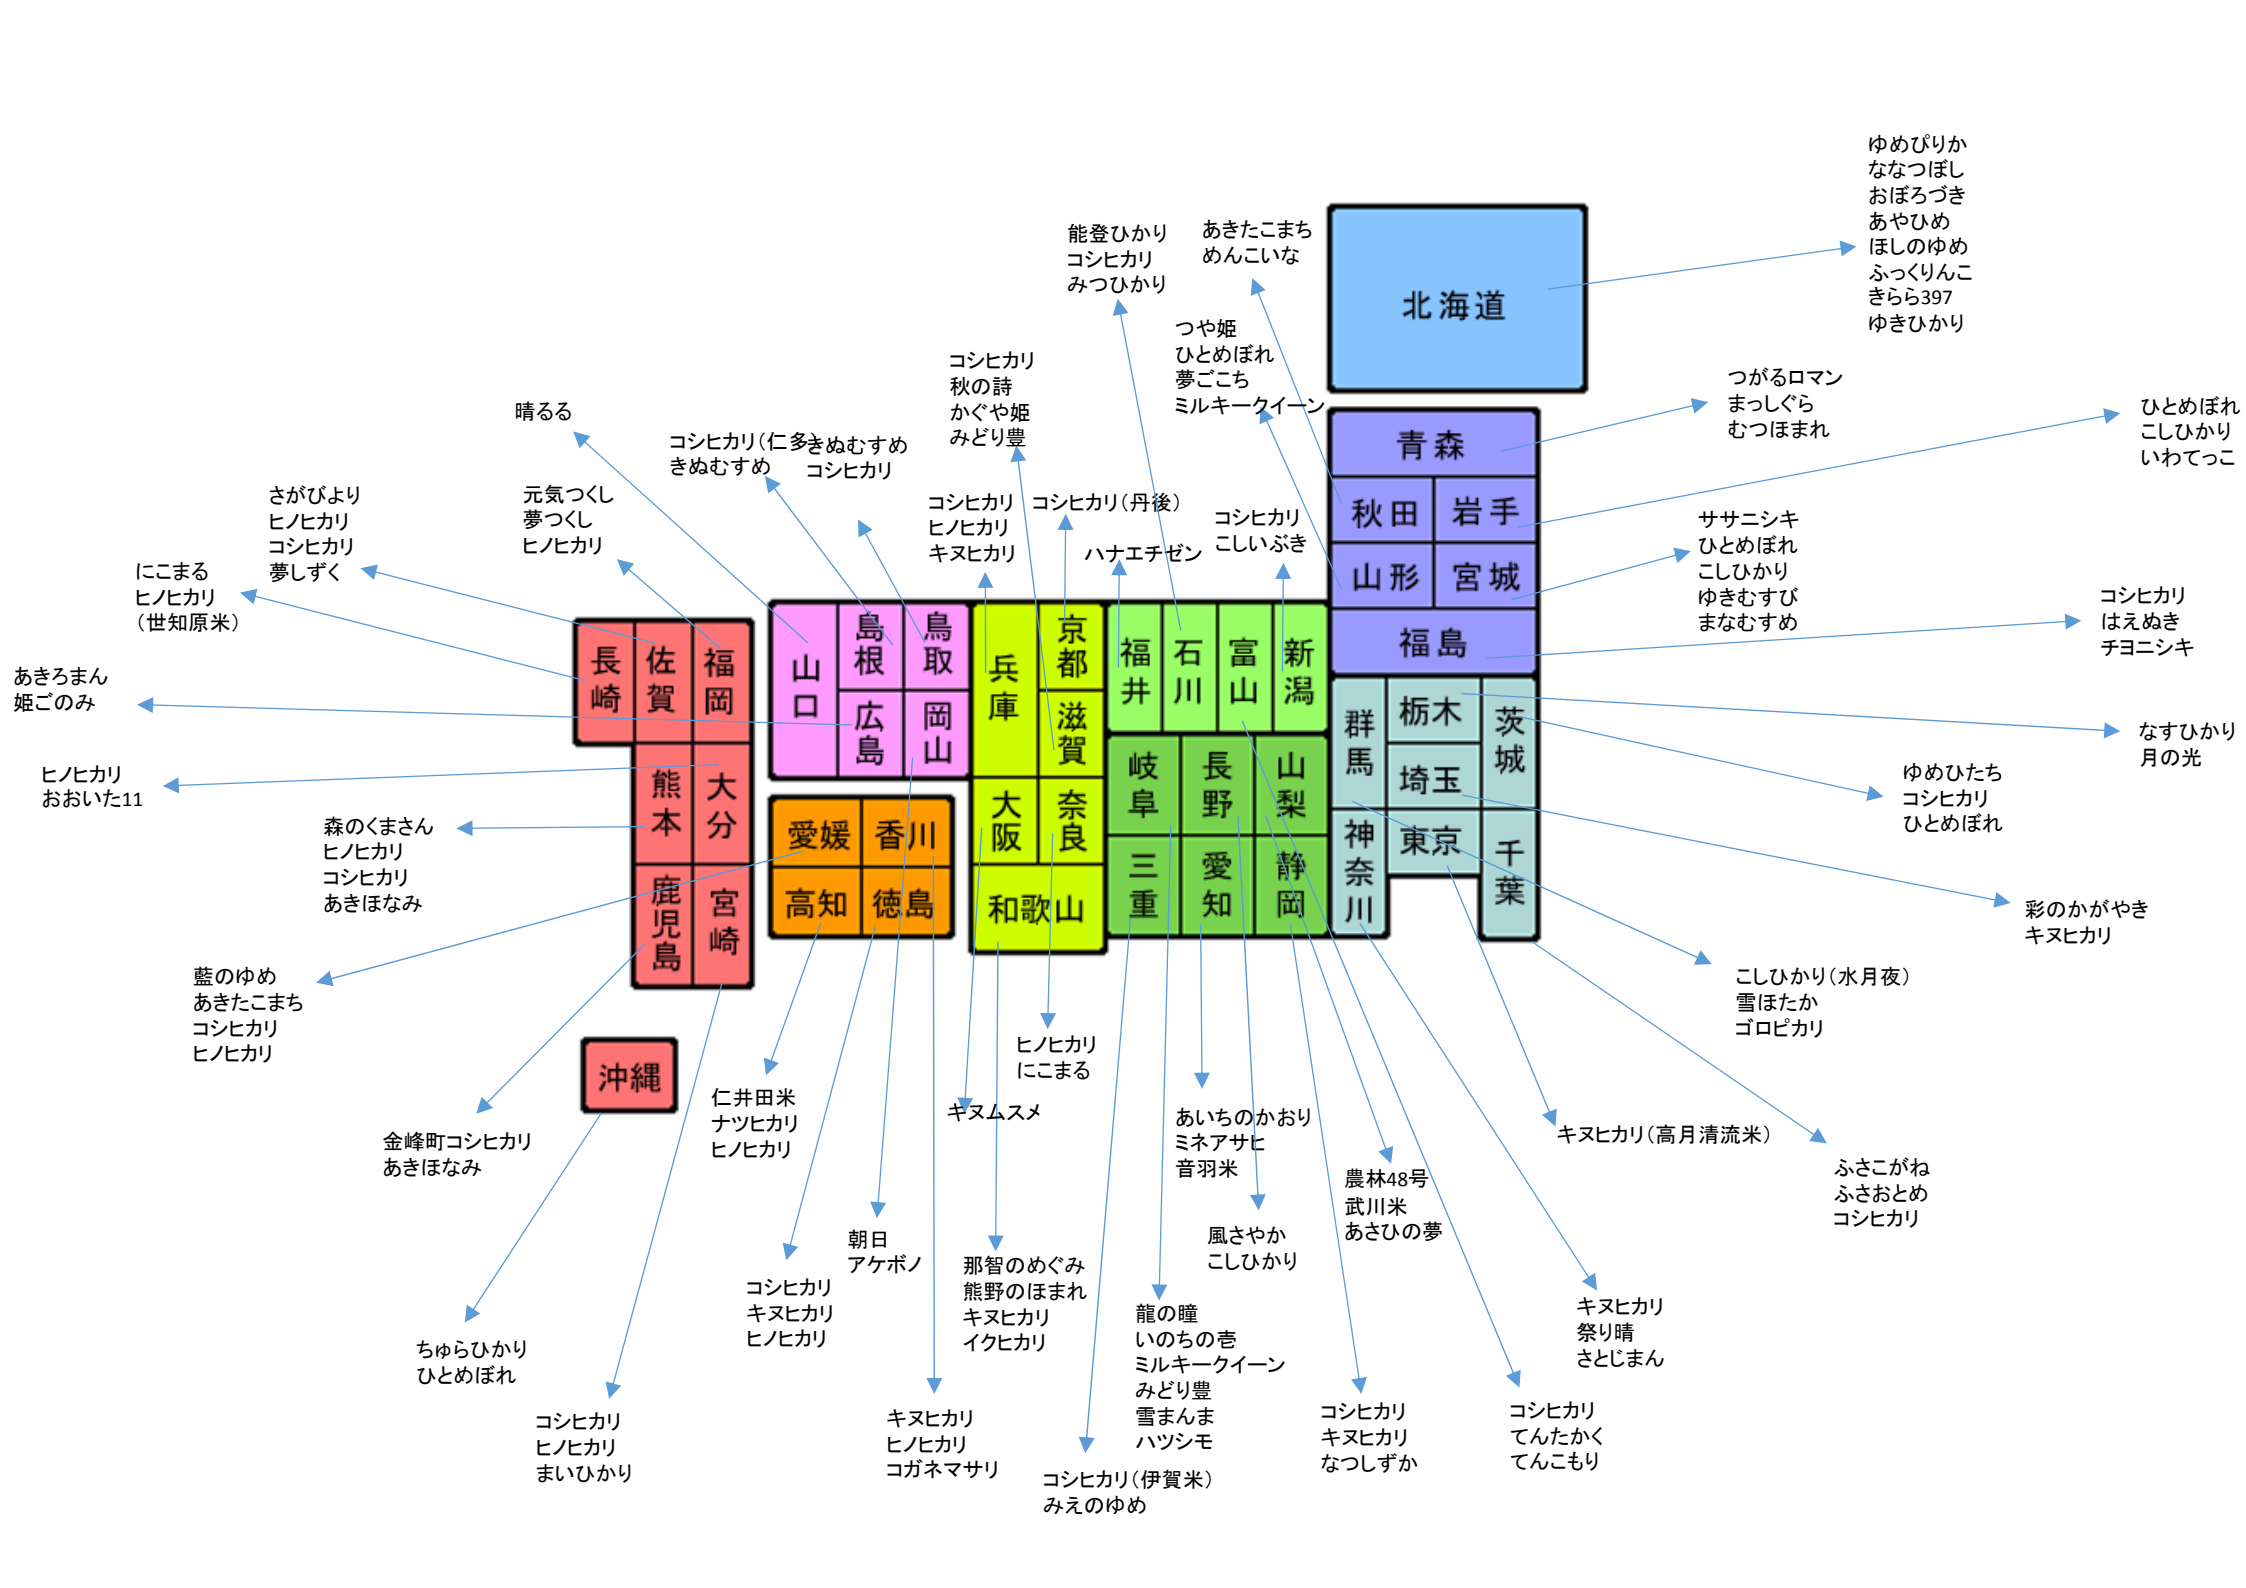 ゆめぴりか
ななつぼし
おぼろづき
あやひめ
ほしのゆめ
ふっくりんこ
きらら397
ゆきひかり
北海道
能登ひかり
コシヒカリ
みつひかり
あきたこまち
めんこいな
つや姫
ひとめぼれ
夢ごこち
ミルキークイーン
コシヒカリ
秋の詩
かぐや姫
みどり豊
つがるロマン
まっしぐら
むつほまれ
ひとめぼれ
こしひかり
いわてっこ
晴るる
コシヒカリ（仁多）
きぬむすめ
きぬむすめ
コシヒカリ
さがびより
ヒノヒカリ
コシヒカリ
夢しずく
元気つくし
夢つくし
ヒノヒカリ
コシヒカリ
ヒノヒカリ
キヌヒカリ
コシヒカリ（丹後）
ハナエチゼン
コシヒカリ
こしいぶき
ササニシキ
ひとめぼれ
こしひかり
ゆきむすび
まなむすめ
にこまる
ヒノヒカリ
（世知原米）
コシヒカリ
はえぬき
チヨニシキ
あきろまん
姫ごのみ
なすひかり
月の光
ヒノヒカリ
おおいた11
ゆめひたち
コシヒカリ
ひとめぼれ
森のくまさん
ヒノヒカリ
コシヒカリ
あきほなみ
彩のかがやき
キヌヒカリ
藍のゆめ
あきたこまち
コシヒカリ
ヒノヒカリ
こしひかり（水月夜）
雪ほたか
ゴロピカリ
青森
秋田
岩手
山形
宮城
福島
長崎
佐賀
福岡
熊本
大分
鹿児島
宮崎
沖縄
山口
島根
鳥取
広島
岡山
愛媛
香川
高知
徳島
兵庫
京都
滋賀
大阪
奈良
和歌山
福井
石川
富山
新潟
岐阜
長野
山梨
三重
愛知
静岡
群馬
栃木
茨城
埼玉
神奈川
東京
千葉
ヒノヒカリ
にこまる
キヌムスメ
仁井田米
ナツヒカリ
ヒノヒカリ
金峰町コシヒカリ
あきほなみ
あいちのかおり
ミネアサヒ
音羽米
キヌヒカリ（高月清流米）
農林48号
武川米
あさひの夢
ふさこがね
ふさおとめ
コシヒカリ
風さやか
こしひかり
朝日
アケボノ
那智のめぐみ
熊野のほまれ
キヌヒカリ
イクヒカリ
コシヒカリ
キヌヒカリ
ヒノヒカリ
龍の瞳
いのちの壱
ミルキークイーン
みどり豊
雪まんま
ハツシモ
キヌヒカリ
祭り晴
さとじまん
ちゅらひかり
ひとめぼれ
コシヒカリ
ヒノヒカリ
まいひかり
キヌヒカリ
ヒノヒカリ
コガネマサリ
コシヒカリ
キヌヒカリ
なつしずか
コシヒカリ
てんたかく
てんこもり
コシヒカリ（伊賀米）
みえのゆめ